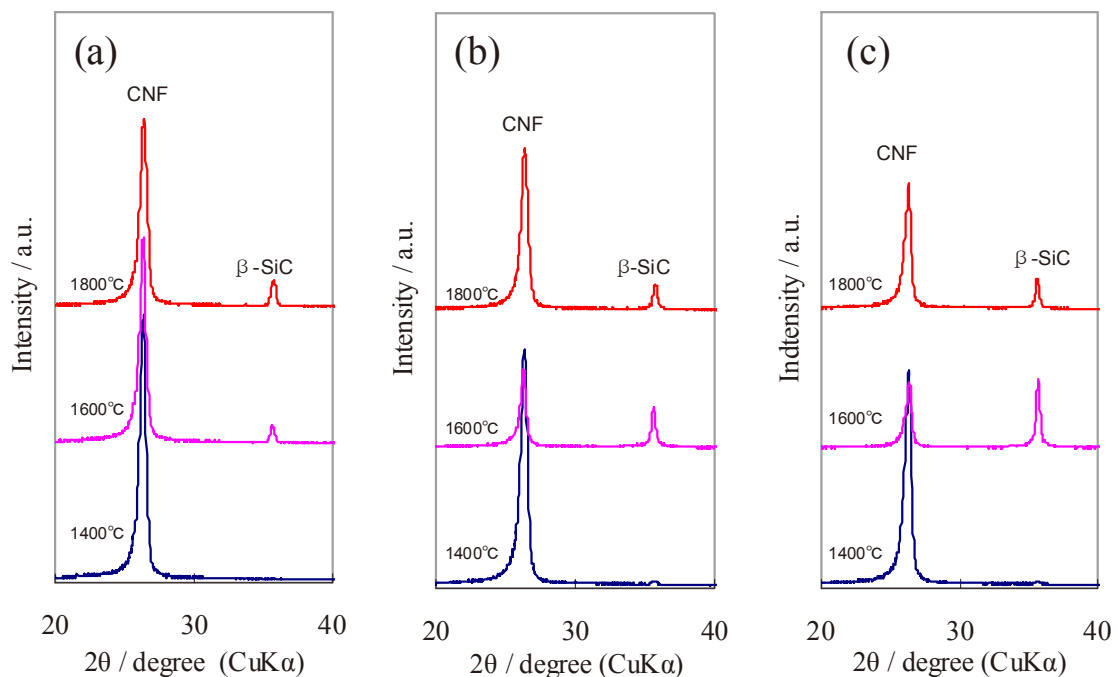 (a)
CNF
β-SiC
1800℃
1600℃
1400℃
Intensity / a.u.
20 30 40
2θ / degree (CuKα)
(b)
CNF
β-SiC
1800℃
1600℃
1400℃
Intensity / a.u.
20 30 40
2θ / degree (CuKα)
(c)
CNF
β-SiC
1800℃
1600℃
1400℃
Indtensity / a.u.
20 30 40
2θ / degree (CuKα)